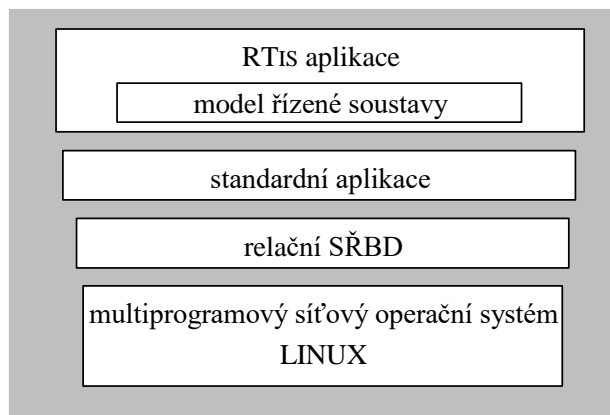 RTIS aplikace
model řízené soustavy
standardní aplikace
relační SŘBD
multiprogramový síťový operační systém
LINUX